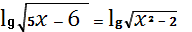 lg√5x − 6 = lg√x² − 2